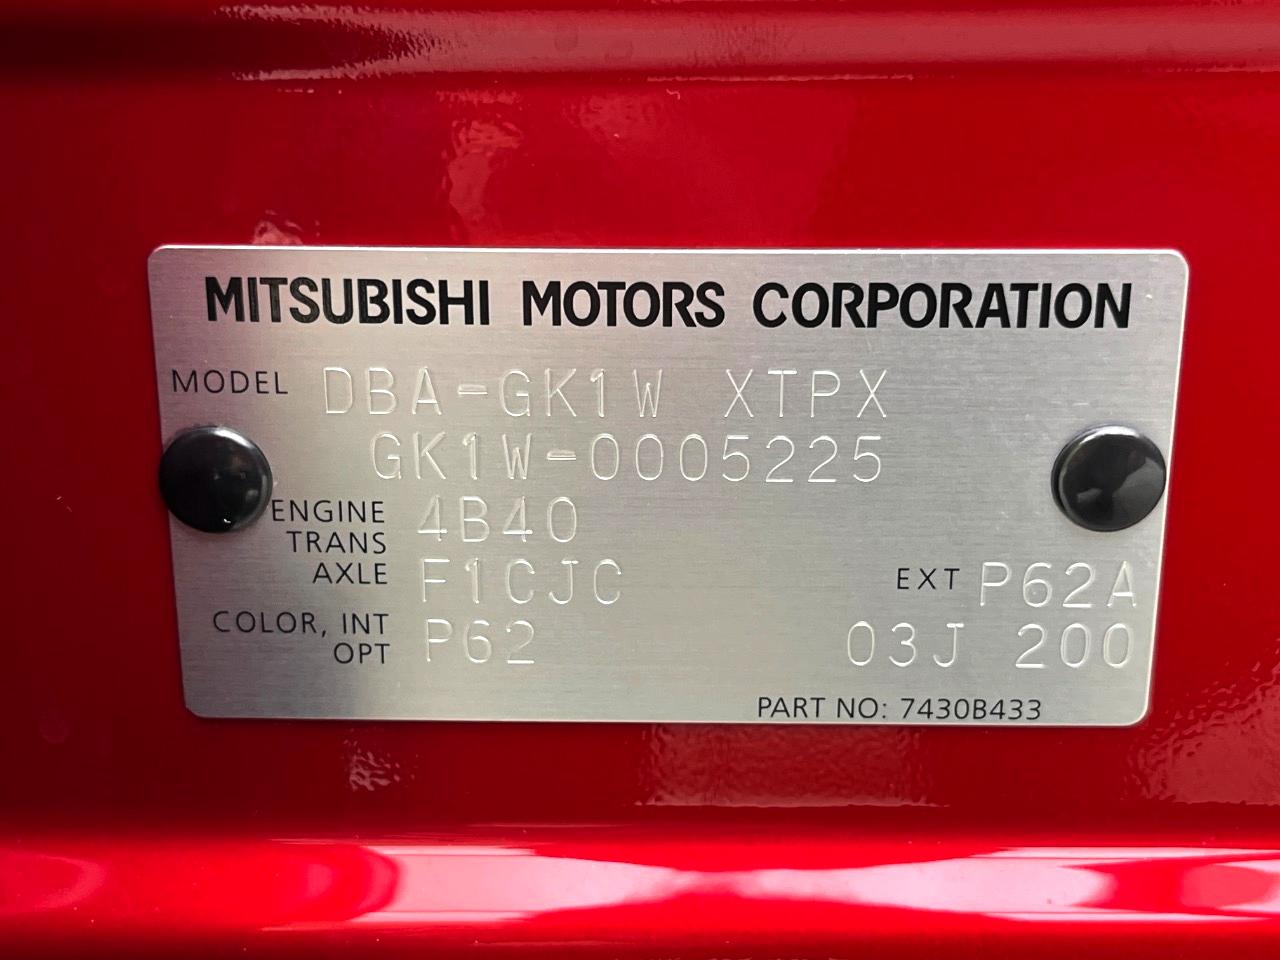 MITSUBISHI MOTORS CORPORATION
MODEL DBA-GK1W XTPX
GK1W-0005225
ENGINE 4B40
TRANS
AXLE F1CJC EXT P62A
COLOR, INT P62 03J 200
OPT
PART NO: 7430B433